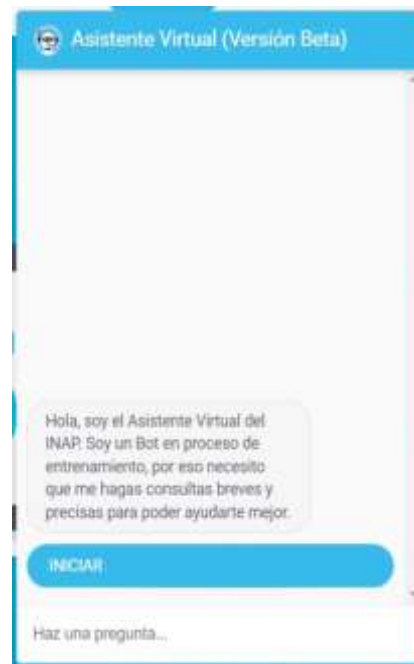 Asistente Virtual (Versión Beta)
Hola, soy el Asistente Virtual del
INAP. Soy un Bot en proceso de
entrenamiento, por eso necesito
que me hagas consultas breves y
precisas para poder ayudarte mejor.
INICIAR
Haz una pregunta...